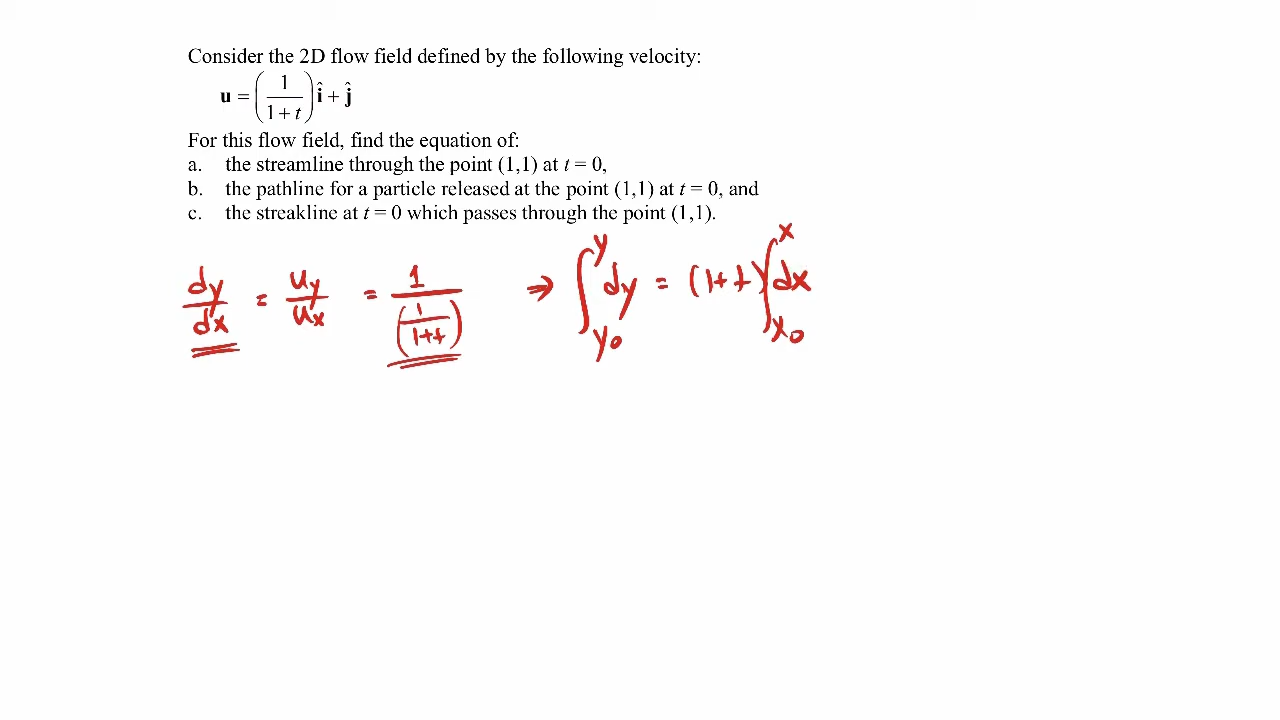 Consider the 2D flow field defined by the following velocity:
u = (1/(1 + t)) î + ĵ
For this flow field, find the equation of:
a. the streamline through the point (1,1) at t = 0,
b. the pathline for a particle released at the point (1,1) at t = 0, and
c. the streakline at t = 0 which passes through the point (1,1).
dy/dx = uy/ux = 1/(1/(1+t)) ⇒ ∫_{y0}^{y} dy = (1+t) ∫_{x0}^{x} dx